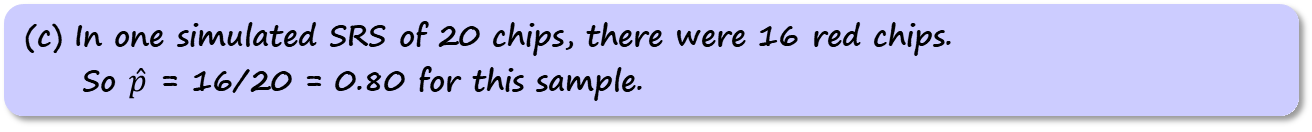 (c) In one simulated SRS of 20 chips, there were 16 red chips.
So p̂ = 16/20 = 0.80 for this sample.